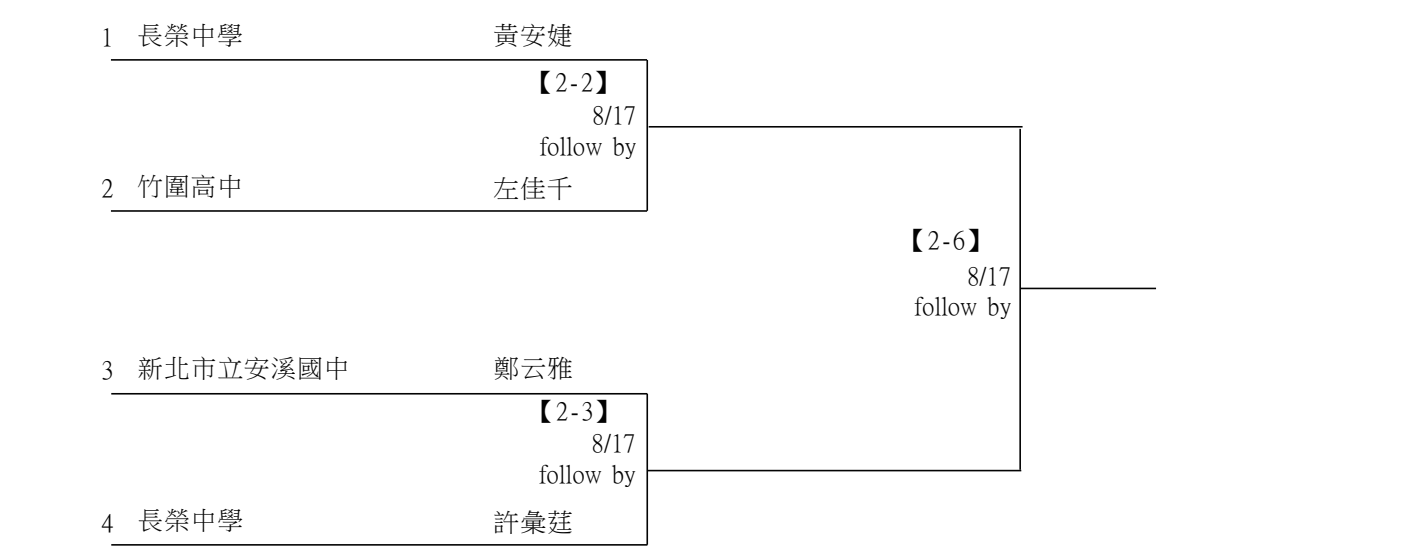 1 長榮中學 黃安婕
【2-2】
8/17
follow by
2 竹圍高中 左佳千
【2-6】
8/17
follow by
3 新北市立安溪國中 鄭云雅
【2-3】
8/17
follow by
4 長榮中學 許彙莛